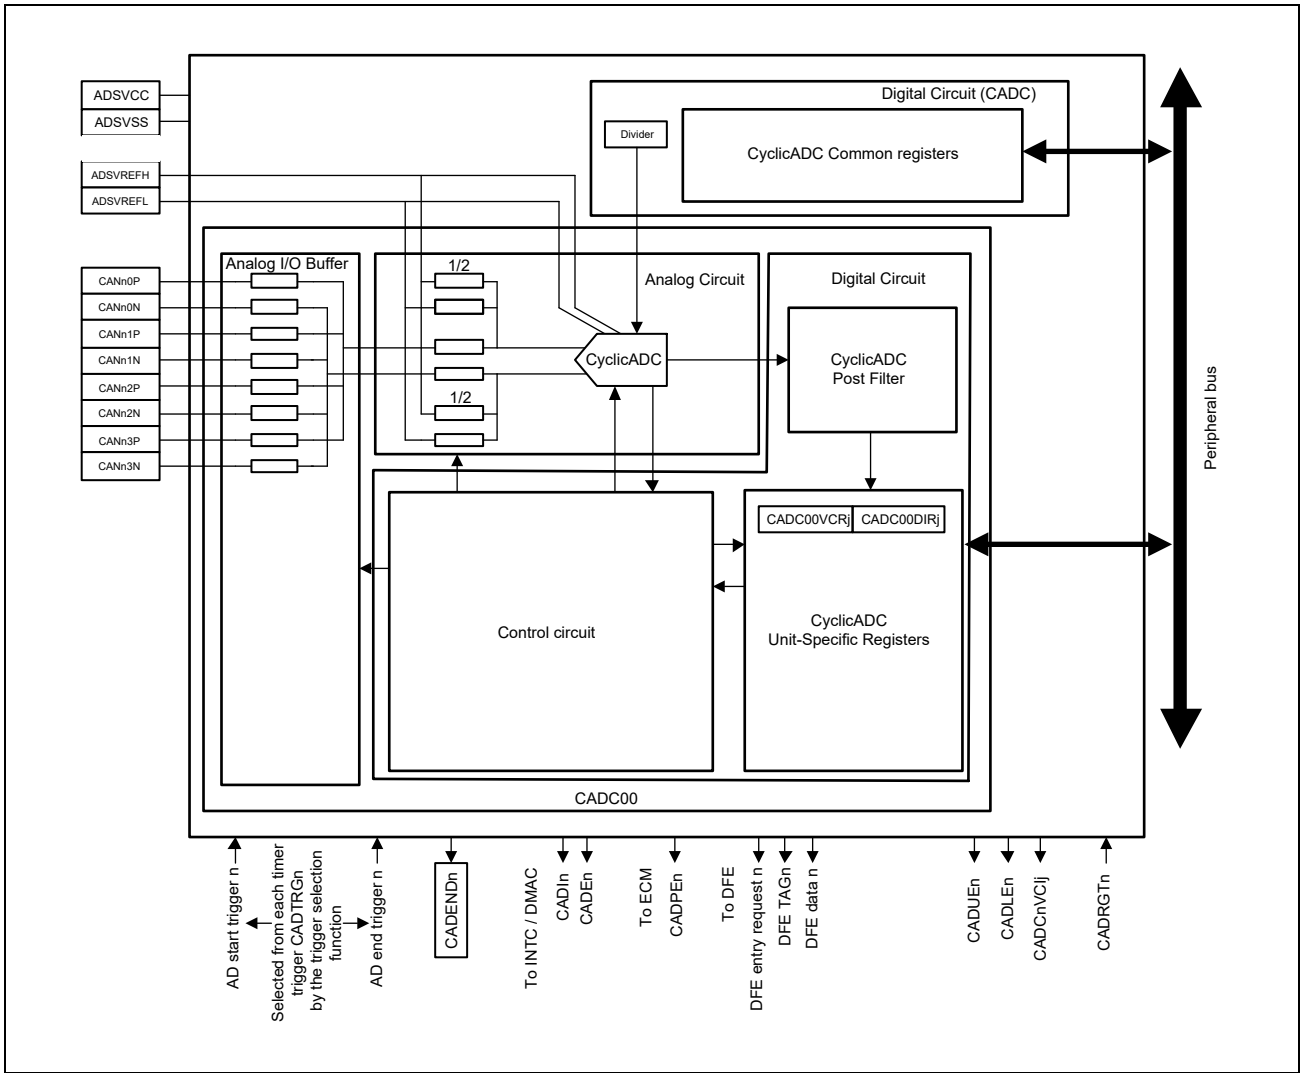 ADSVCC
ADSVSS
ADSVREFH
ADSVREFL
Digital Circuit (CADC)
Divider
CyclicADC Common registers
CANn0P
CANn0N
CANn1P
CANn1N
CANn2P
CANn2N
CANn3P
CANn3N
Analog I/O Buffer
1/2
Analog Circuit
CyclicADC
1/2
Digital Circuit
CyclicADC
Post Filter
CADC00VCRj
CADC00DIRj
Control circuit
CyclicADC
Unit-Specific Registers
CADC00
Peripheral bus
AD start trigger n
Selected from each timer
trigger CADTRGn
by the trigger selection
function
AD end trigger n
CADENDn
To INTC / DMAC
CADIn
CADEn
To ECM
CADPEn
To DFE
DFE entry request n
DFE TAGn
DFE data n
CADUEn
CADLEn
CADCnVCIj
CADRGTn